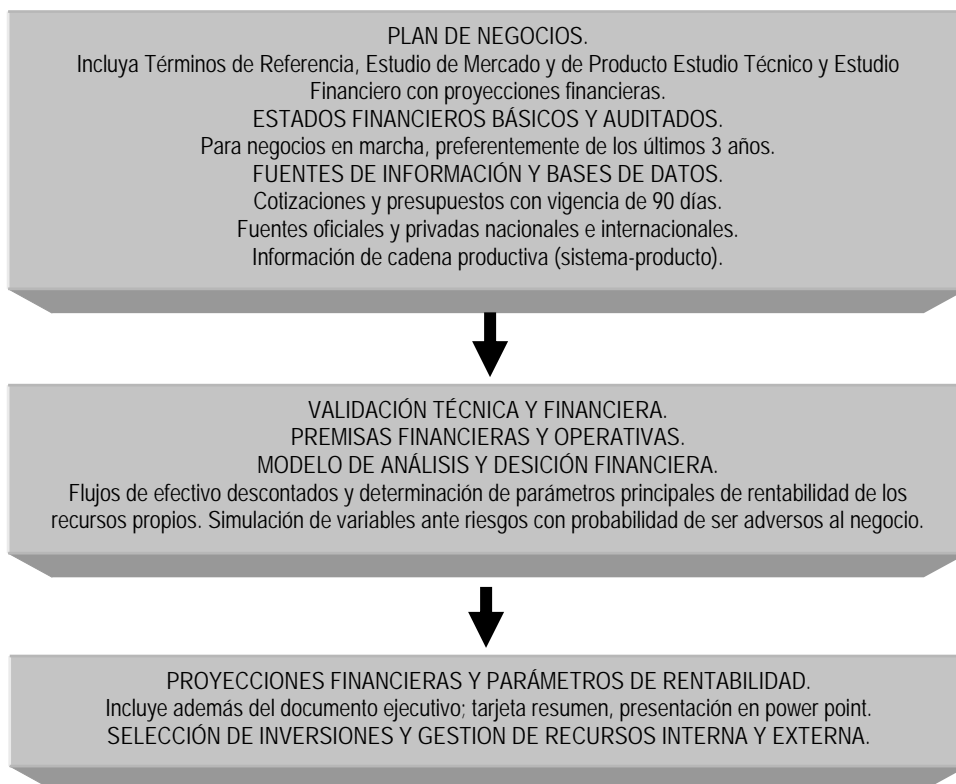 PLAN DE NEGOCIOS.
Incluya Términos de Referencia, Estudio de Mercado y de Producto Estudio Técnico y Estudio
Financiero con proyecciones financieras.
ESTADOS FINANCIEROS BÁSICOS Y AUDITADOS.
Para negocios en marcha, preferentemente de los últimos 3 años.
FUENTES DE INFORMACIÓN Y BASES DE DATOS.
Cotizaciones y presupuestos con vigencia de 90 días.
Fuentes oficiales y privadas nacionales e internacionales.
Información de cadena productiva (sistema-producto).
VALIDACIÓN TÉCNICA Y FINANCIERA.
PREMISAS FINANCIERAS Y OPERATIVAS.
MODELO DE ANÁLISIS Y DESICIÓN FINANCIERA.
Flujos de efectivo descontados y determinación de parámetros principales de rentabilidad de los
recursos propios. Simulación de variables ante riesgos con probabilidad de ser adversos al negocio.
PROYECCIONES FINANCIERAS Y PARÁMETROS DE RENTABILIDAD.
Incluye además del documento ejecutivo; tarjeta resumen, presentación en power point.
SELECCIÓN DE INVERSIONES Y GESTION DE RECURSOS INTERNA Y EXTERNA.